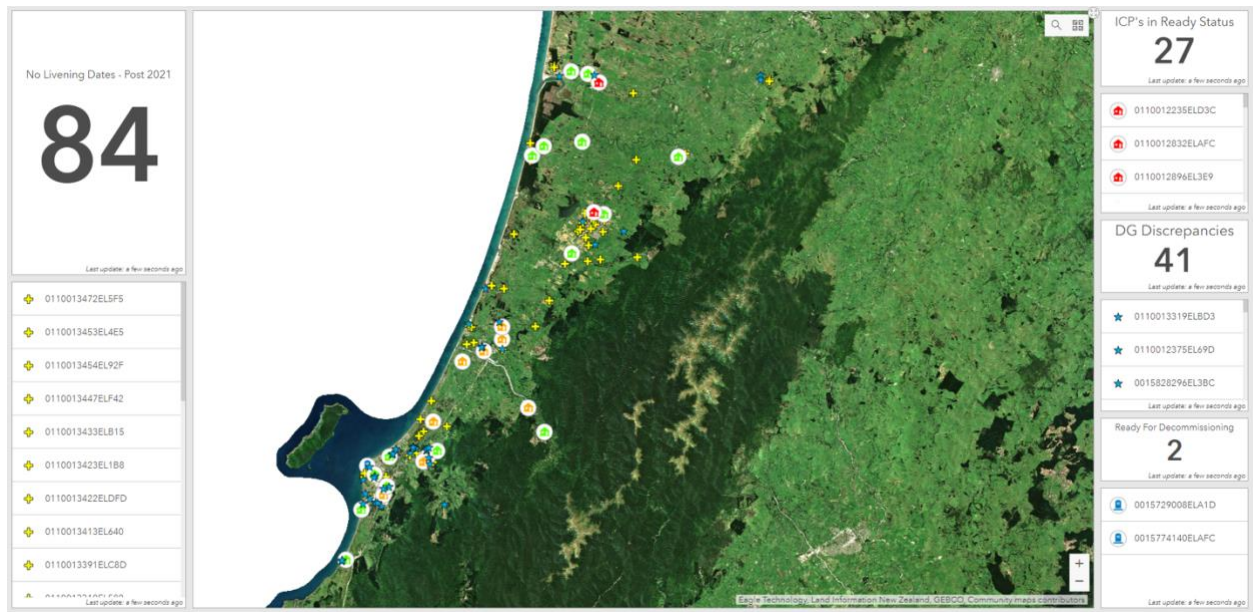 No Livening Dates - Post 2021
84
Last update: a few seconds ago
0110013472EL5F5
0110013453EL4E5
0110013454EL92F
0110013447ELF42
0110013433ELB15
0110013423EL1B8
0110013422ELDFD
0110013413EL640
0110013391ELC8D
Last update: a few seconds ago
Eagle Technology, Land Information New Zealand, GEBCO, Community maps contributors
+
−
ICP's in Ready Status
27
Last update: a few seconds ago
0110012235ELD3C
0110012832ELAFC
0110012896EL3E9
Last update: a few seconds ago
DG Discrepancies
41
Last update: a few seconds ago
0110013319ELBD3
0110012375EL69D
0015828296EL3BC
Last update: a few seconds ago
Ready For Decommissioning
2
Last update: a few seconds ago
0015729008ELA1D
0015774140ELAFC
Last update: a few seconds ago